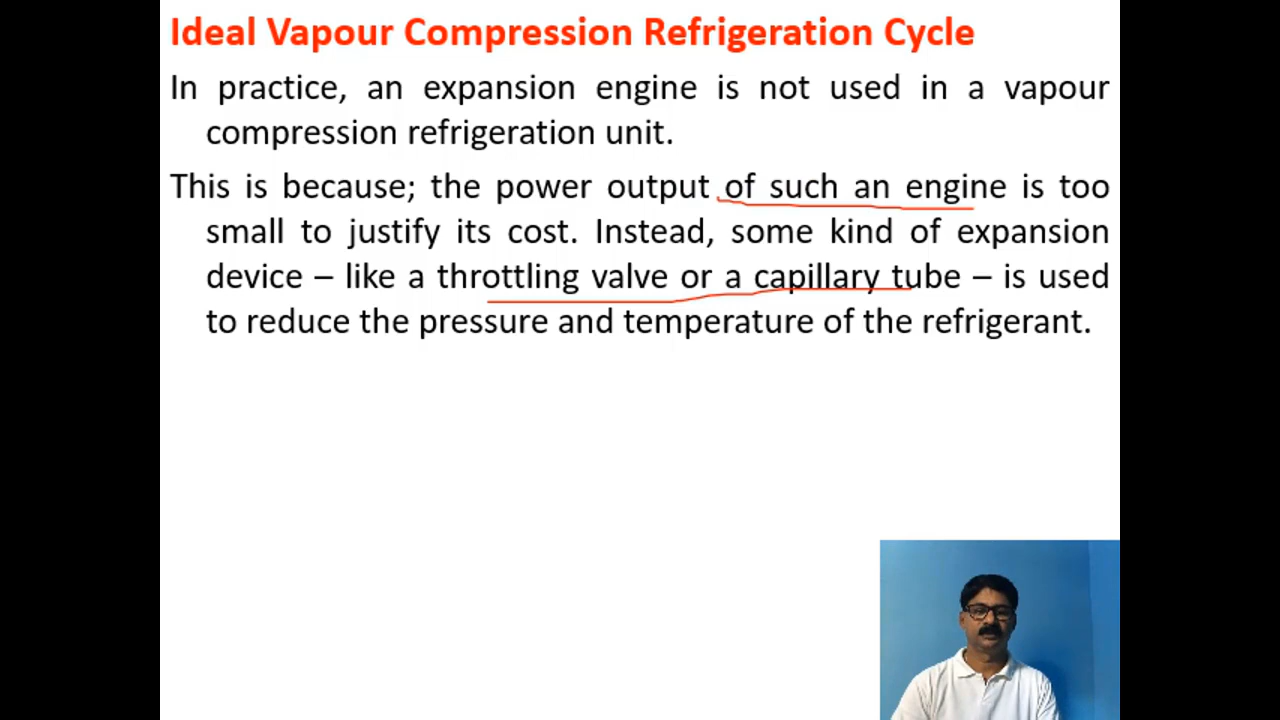 Ideal Vapour Compression Refrigeration Cycle
In practice, an expansion engine is not used in a vapour
compression refrigeration unit.
This is because; the power output of such an engine is too
small to justify its cost. Instead, some kind of expansion
device – like a throttling valve or a capillary tube – is used
to reduce the pressure and temperature of the refrigerant.